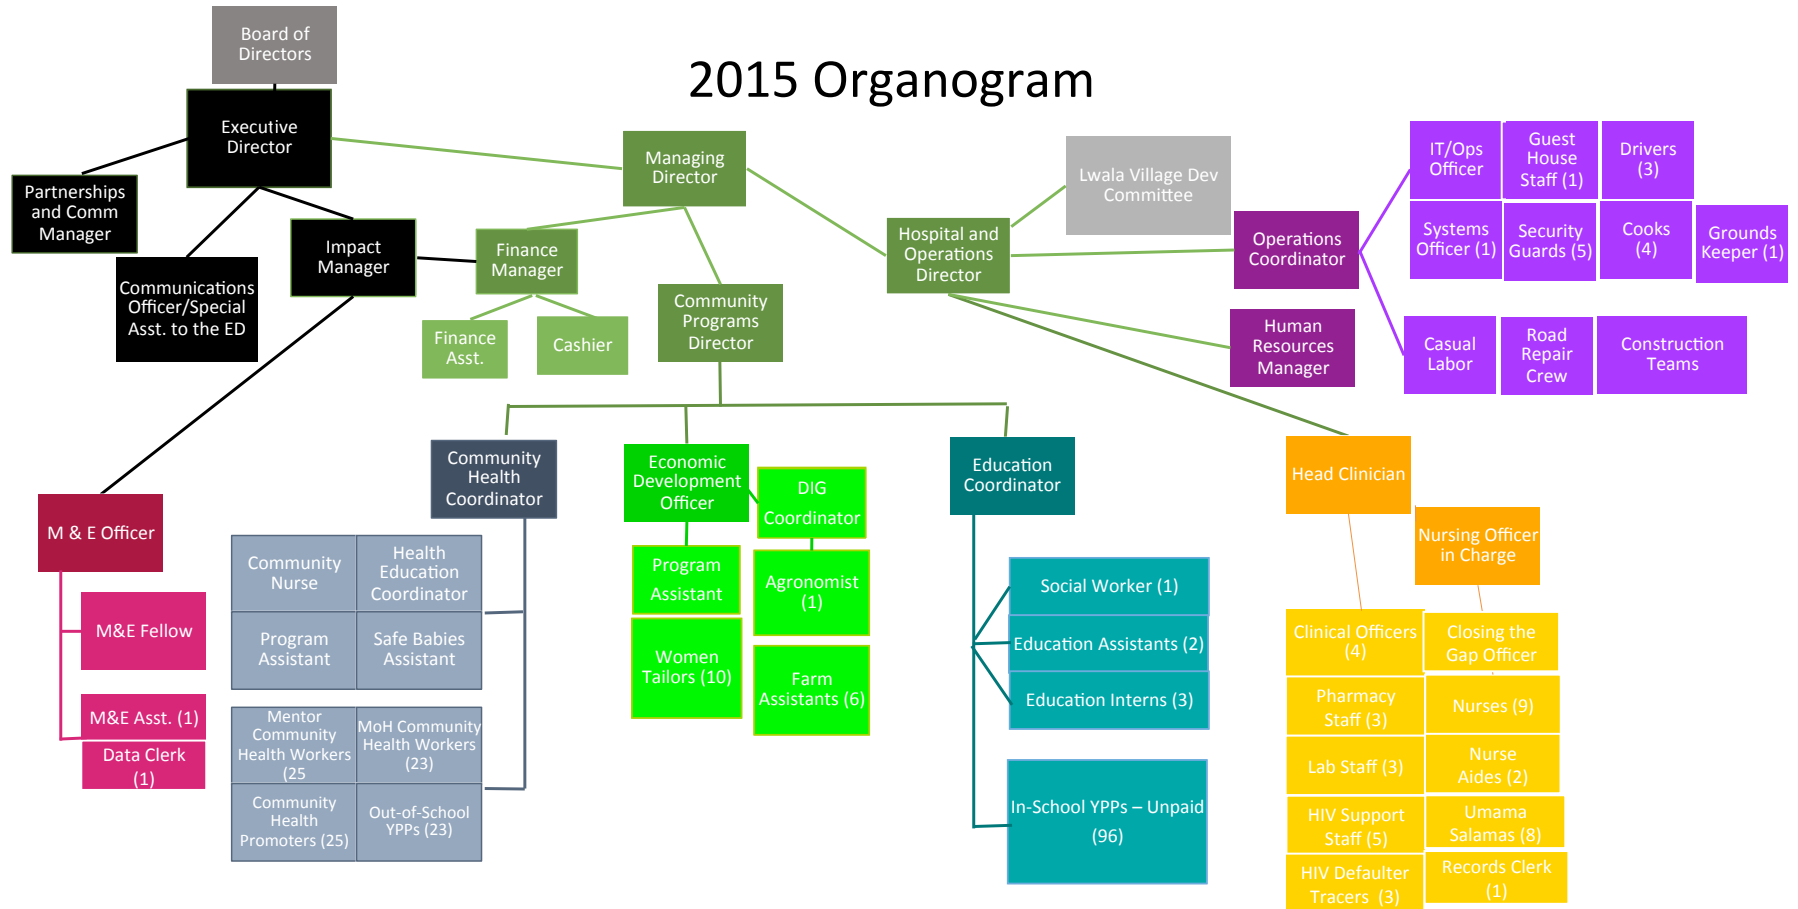 Board of
Directors
2015 Organogram
Executive
Director
Managing
Director
Partnerships
and Comm
Manager
Impact
Manager
Communications
Officer/Special
Asst. to the ED
Finance
Manager
Finance
Asst.
Cashier
Community
Programs
Director
Hospital and
Operations
Director
Lwala Village Dev
Committee
Operations
Coordinator
Human
Resources
Manager
IT/Ops
Officer
Guest
House
Staff (1)
Drivers
(3)
Systems
Officer (1)
Security
Guards (5)
Cooks
(4)
Grounds
Keeper (1)
Casual
Labor
Road
Repair
Crew
Construction
Teams
M & E Officer
M&E Fellow
M&E Asst. (1)
Data Clerk
(1)
Community
Health
Coordinator
Community
Nurse
Health
Education
Coordinator
Program
Assistant
Safe Babies
Assistant
Mentor
Community
Health Workers
(25
MoH Community
Health Workers
(23)
Community
Health
Promoters (25)
Out-of-School
YPPs (23)
Economic
Development
Officer
DIG
Coordinator
Program
Assistant
Agronomist
(1)
Women
Tailors (10)
Farm
Assistants (6)
Education
Coordinator
Social Worker (1)
Education Assistants (2)
Education Interns (3)
In-School YPPs – Unpaid
(96)
Head Clinician
Nursing Officer
in Charge
Clinical Officers
(4)
Closing the
Gap Officer
Pharmacy
Staff (3)
Nurses (9)
Lab Staff (3)
Nurse
Aides (2)
HIV Support
Staff (5)
Umama
Salamas (8)
HIV Defaulter
Tracers (3)
Records Clerk
(1)